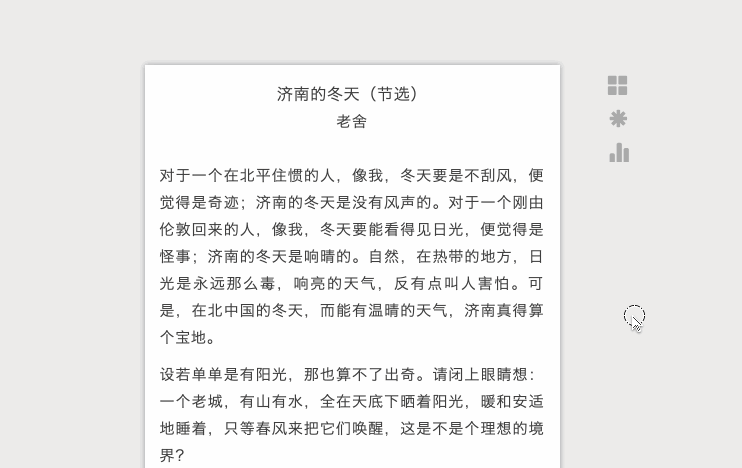 济南的冬天（节选）
老舍
对于一个在北平住惯的人，像我，冬天要是不刮风，便
觉得是奇迹；济南的冬天是没有风声的。对于一个刚由
伦敦回来的人，像我，冬天要能看得见日光，便觉得是
怪事；济南的冬天是响晴的。自然，在热带的地方，日
光是永远那么毒，响亮的天气，反有点叫人害怕。可
是，在北中国的冬天，而能有温晴的天气，济南真得算
个宝地。
设若单单是有阳光，那也算不了出奇。请闭上眼睛想：
一个老城，有山有水，全在天底下晒着阳光，暖和安适
地睡着，只等春风来把它们唤醒，这是不是个理想的境
界？